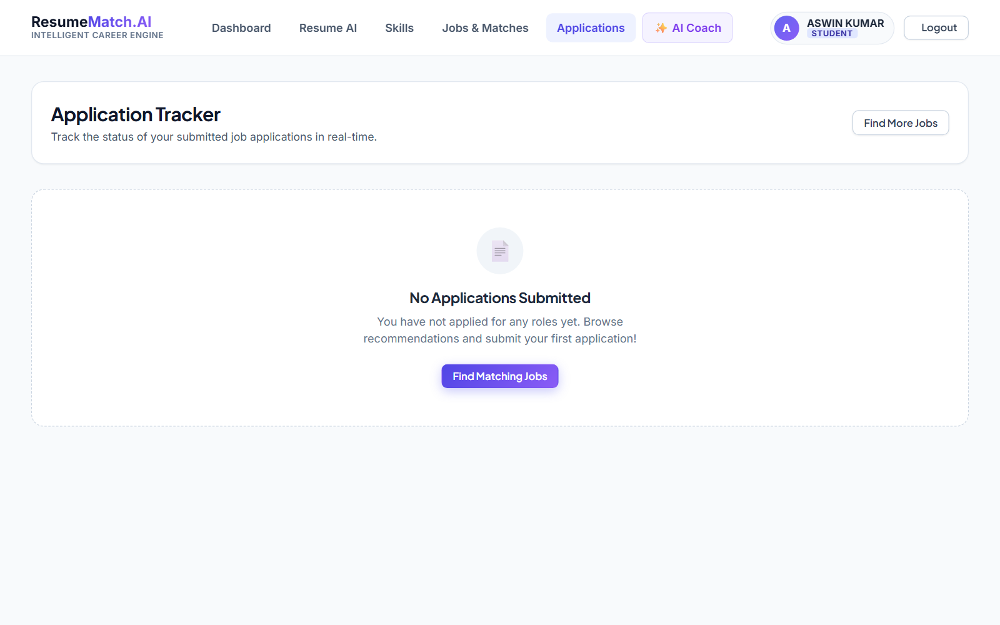 ResumeMatch.AI
INTELLIGENT CAREER ENGINE
Dashboard
Resume AI
Skills
Jobs & Matches
Applications
✨ AI Coach
A
ASWIN KUMAR
STUDENT
Logout
Application Tracker
Track the status of your submitted job applications in real-time.
Find More Jobs
No Applications Submitted
You have not applied for any roles yet. Browse
recommendations and submit your first application!
Find Matching Jobs